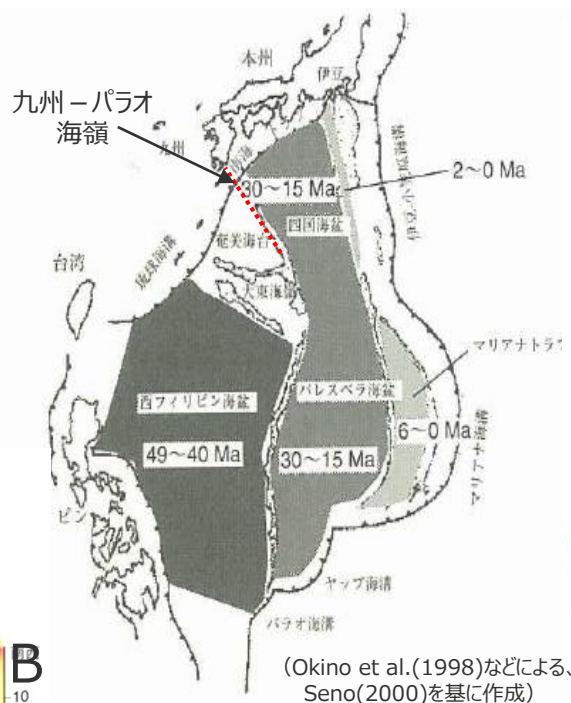 本州
伊豆
九州 – パラオ
海嶺
九州
2~0 Ma
30~15 Ma
四国海盆
奄美海台
台湾
琉球海溝
大東海嶺
マリアナトラフ
西フィリピン海盆
パレスベラ海盆
6~0 Ma
マリアナ海溝
49~40 Ma
30~15 Ma
ピン
ヤップ海溝
パラオ海溝
B
10
(Okino et al.(1998)などによる、
Seno(2000)を基に作成)